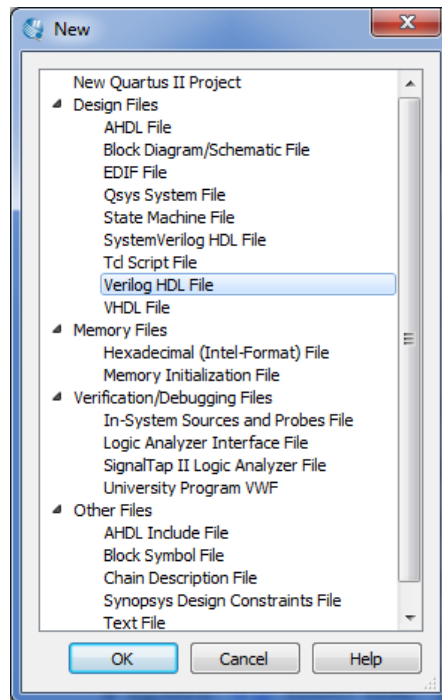 New
New Quartus II Project
Design Files
AHDL File
Block Diagram/Schematic File
EDIF File
Qsys System File
State Machine File
SystemVerilog HDL File
Tcl Script File
Verilog HDL File
VHDL File
Memory Files
Hexadecimal (Intel-Format) File
Memory Initialization File
Verification/Debugging Files
In-System Sources and Probes File
Logic Analyzer Interface File
SignalTap II Logic Analyzer File
University Program VWF
Other Files
AHDL Include File
Block Symbol File
Chain Description File
Synopsys Design Constraints File
Text File
OK Cancel Help